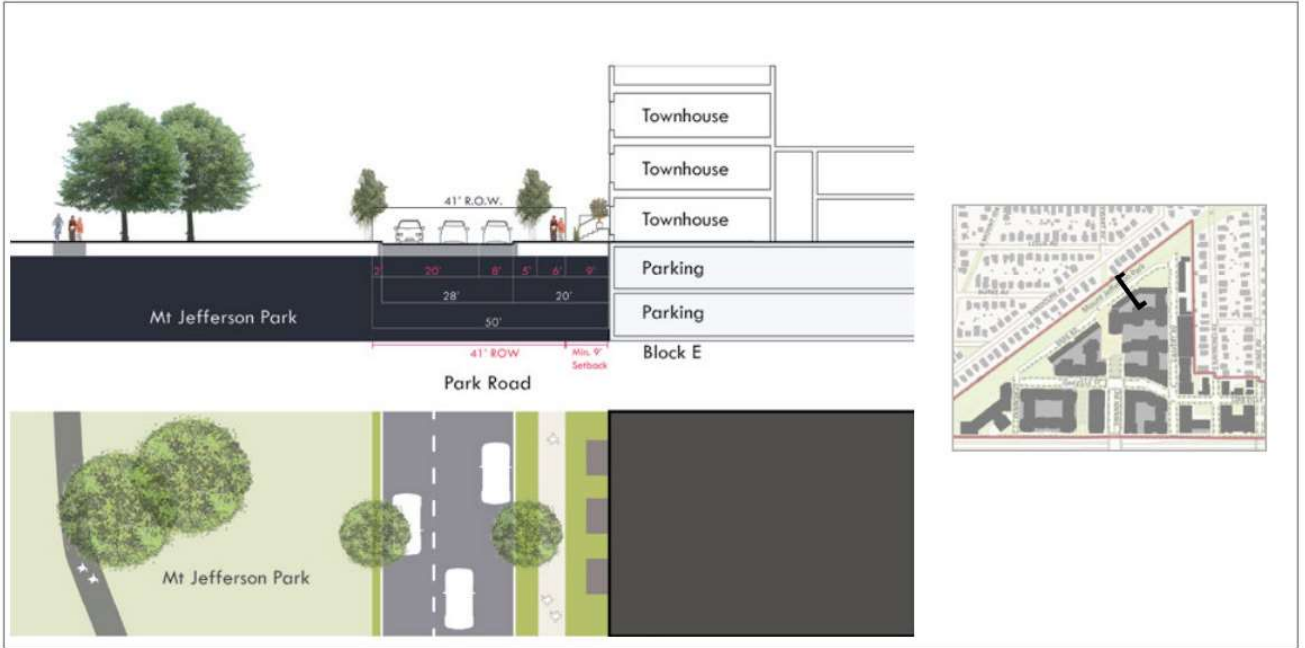 Townhouse
Townhouse
41' R.O.W.
Townhouse
2' 20' 8' 5' 6' 9'
Parking
28' 20'
Mt Jefferson Park
Parking
50'
41' ROW
Min. 9'
Setback
Block E
Park Road
Mt Jefferson Park